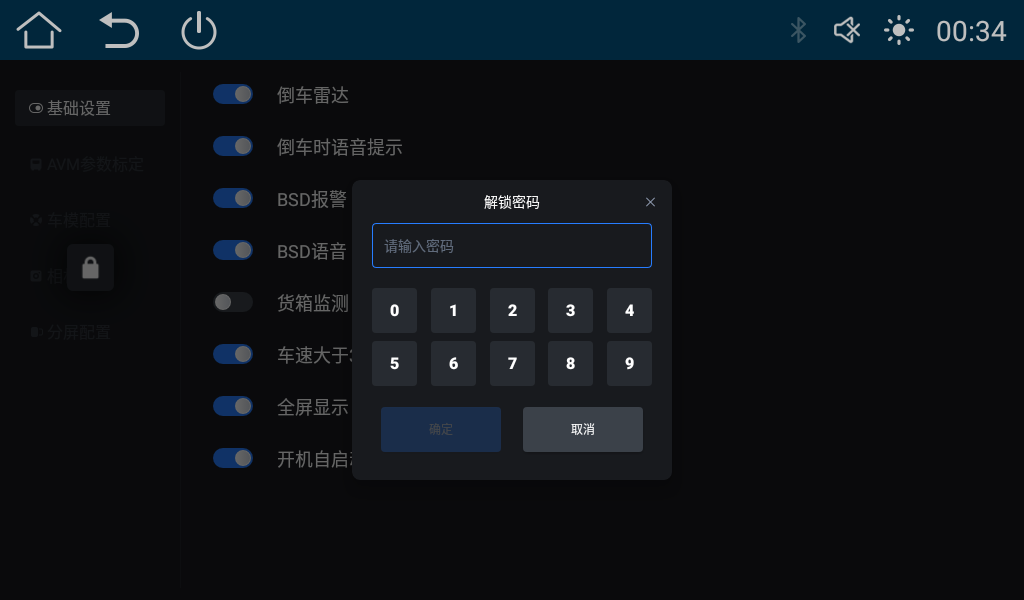 00:34
基础设置
AVM参数标定
车模配置
分屏配置
倒车雷达
倒车时语音提示
BSD报警
BSD语音
货箱监测
车速大于
全屏显示
开机自启
解锁密码
请输入密码
0 1 2 3 4
5 6 7 8 9
确定 取消